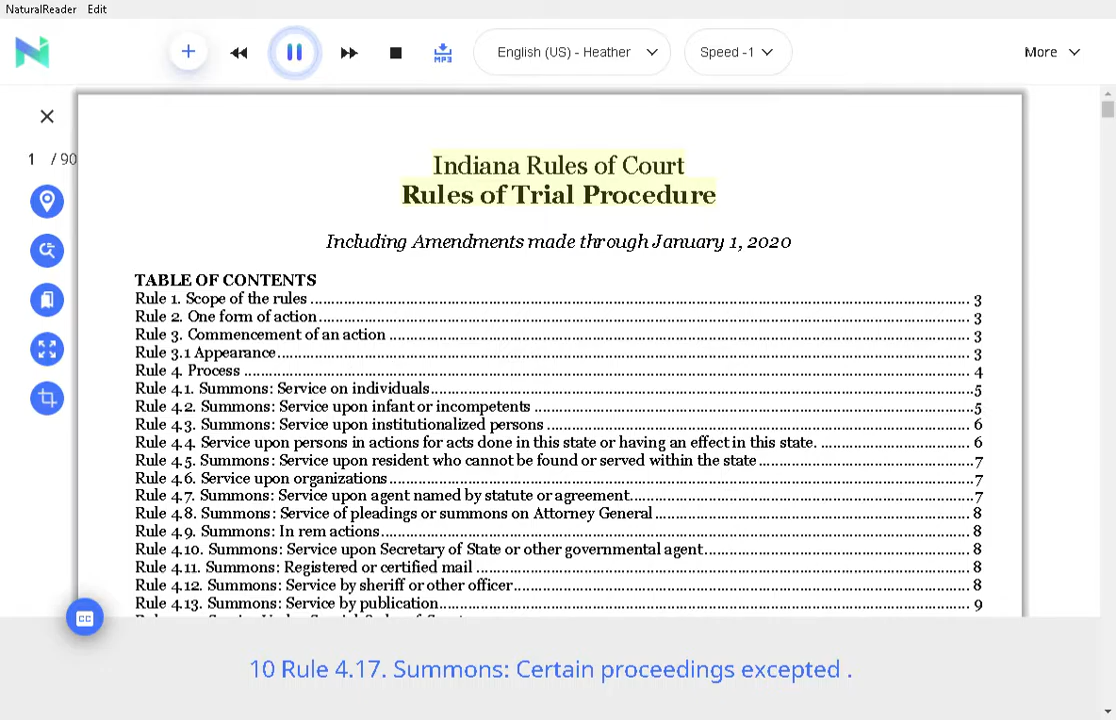 NaturalReader Edit
MP3 English (US) - Heather Speed -1 More
1 / 90
Indiana Rules of Court
Rules of Trial Procedure
Including Amendments made through January 1, 2020
TABLE OF CONTENTS
Rule 1. Scope of the rules 3
Rule 2. One form of action 3
Rule 3. Commencement of an action 3
Rule 3.1 Appearance 3
Rule 4. Process 4
Rule 4.1. Summons: Service on individuals 5
Rule 4.2. Summons: Service upon infant or incompetents 5
Rule 4.3. Summons: Service upon institutionalized persons 6
Rule 4.4. Service upon persons in actions for acts done in this state or having an effect in this state. 6
Rule 4.5. Summons: Service upon resident who cannot be found or served within the state 7
Rule 4.6. Service upon organizations 7
Rule 4.7. Summons: Service upon agent named by statute or agreement 7
Rule 4.8. Summons: Service of pleadings or summons on Attorney General 8
Rule 4.9. Summons: In rem actions 8
Rule 4.10. Summons: Service upon Secretary of State or other governmental agent 8
Rule 4.11. Summons: Registered or certified mail 8
Rule 4.12. Summons: Service by sheriff or other officer 8
Rule 4.13. Summons: Service by publication 9
CC
10 Rule 4.17. Summons: Certain proceedings excepted .